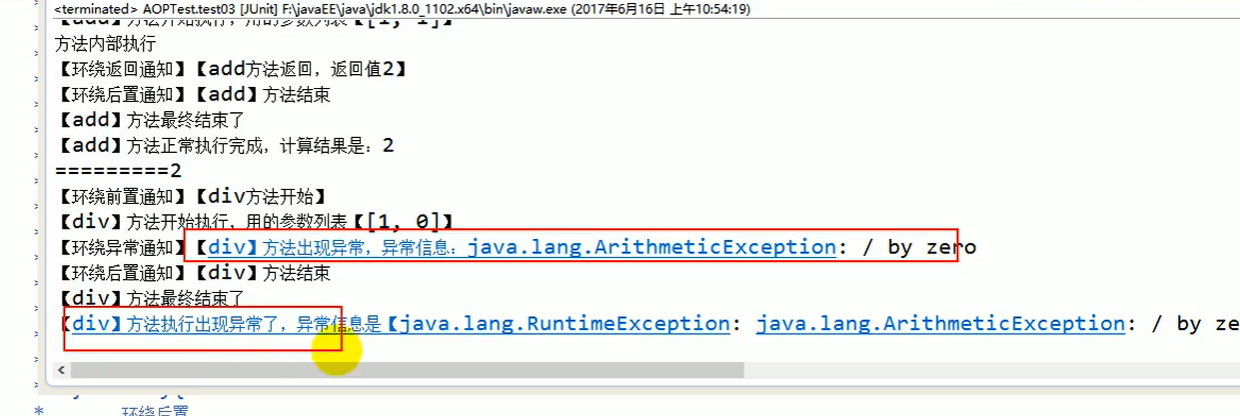 <terminated> AOPTest.test03 [JUnit] F:\javaEE\java\jdk1.8.0_1102.x64\bin\javaw.exe (2017年6月16日 上午10:54:19)
【add】方法开始执行，用的参数列表【[1, 1]】
方法内部执行
【环绕返回通知】【add方法返回，返回值2】
【环绕后置通知】【add】方法结束
【add】方法最终结束了
【add】方法正常执行完成，计算结果是：2
=========2
【环绕前置通知】【div方法开始】
【div】方法开始执行，用的参数列表【[1, 0]】
【环绕异常通知】【div】方法出现异常，异常信息：java.lang.ArithmeticException: / by zero
【环绕后置通知】【div】方法结束
【div】方法最终结束了
【div】方法执行出现异常了，异常信息是【java.lang.RuntimeException: java.lang.ArithmeticException: / by ze
* 环绕后置